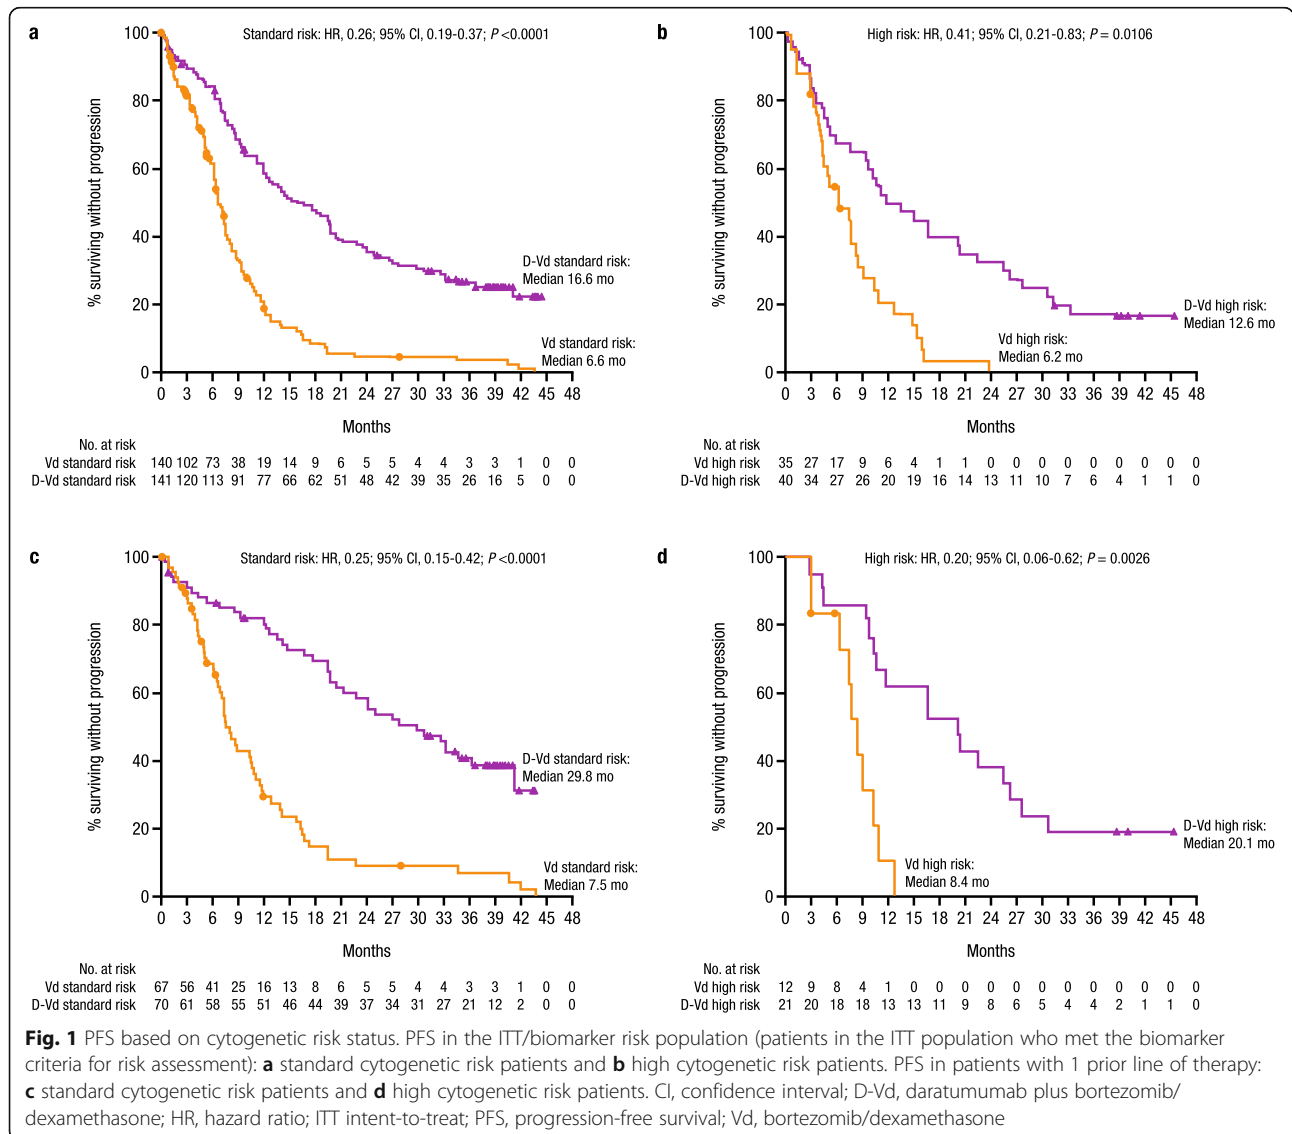 a
Standard risk: HR, 0.26; 95% CI, 0.19-0.37; P <0.0001
% surviving without progression
100
80
60
40
20
0
D-Vd standard risk:
Median 16.6 mo
Vd standard risk:
Median 6.6 mo
0 3 6 9 12 15 18 21 24 27 30 33 36 39 42 45 48
Months
No. at risk
Vd standard risk 140 102 73 38 19 14 9 6 5 5 4 4 3 3 1 0 0
D-Vd standard risk 141 120 113 91 77 66 62 51 48 42 39 35 26 16 5 0 0
b
High risk: HR, 0.41; 95% CI, 0.21-0.83; P = 0.0106
% surviving without progression
100
80
60
40
20
0
D-Vd high risk:
Median 12.6 mo
Vd high risk:
Median 6.2 mo
0 3 6 9 12 15 18 21 24 27 30 33 36 39 42 45 48
Months
No. at risk
Vd high risk 35 27 17 9 6 4 1 1 0 0 0 0 0 0 0 0 0
D-Vd high risk 40 34 27 26 20 19 16 14 13 11 10 7 6 4 1 1 0
c
Standard risk: HR, 0.25; 95% CI, 0.15-0.42; P <0.0001
% surviving without progression
100
80
60
40
20
0
D-Vd standard risk:
Median 29.8 mo
Vd standard risk:
Median 7.5 mo
0 3 6 9 12 15 18 21 24 27 30 33 36 39 42 45 48
Months
No. at risk
Vd standard risk 67 56 41 25 16 13 8 6 5 5 4 4 3 3 1 0 0
D-Vd standard risk 70 61 58 55 51 46 44 39 37 34 31 27 21 12 2 0 0
d
High risk: HR, 0.20; 95% CI, 0.06-0.62; P = 0.0026
% surviving without progression
100
80
60
40
20
0
D-Vd high risk:
Median 20.1 mo
Vd high risk:
Median 8.4 mo
0 3 6 9 12 15 18 21 24 27 30 33 36 39 42 45 48
Months
No. at risk
Vd high risk 12 9 8 4 1 0 0 0 0 0 0 0 0 0 0 0 0
D-Vd high risk 21 20 18 18 13 13 11 9 8 6 5 4 4 2 1 1 0
Fig. 1 PFS based on cytogenetic risk status. PFS in the ITT/biomarker risk population (patients in the ITT population who met the biomarker
criteria for risk assessment): a standard cytogenetic risk patients and b high cytogenetic risk patients. PFS in patients with 1 prior line of therapy:
c standard cytogenetic risk patients and d high cytogenetic risk patients. CI, confidence interval; D-Vd, daratumumab plus bortezomib/
dexamethasone; HR, hazard ratio; ITT intent-to-treat; PFS, progression-free survival; Vd, bortezomib/dexamethasone